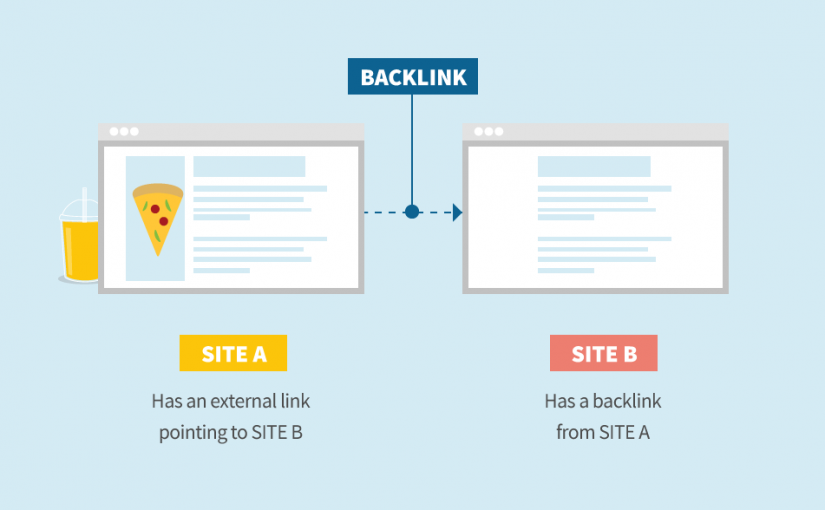 BACKLINK
SITE A
Has an external link
pointing to SITE B
SITE B
Has a backlink
from SITE A